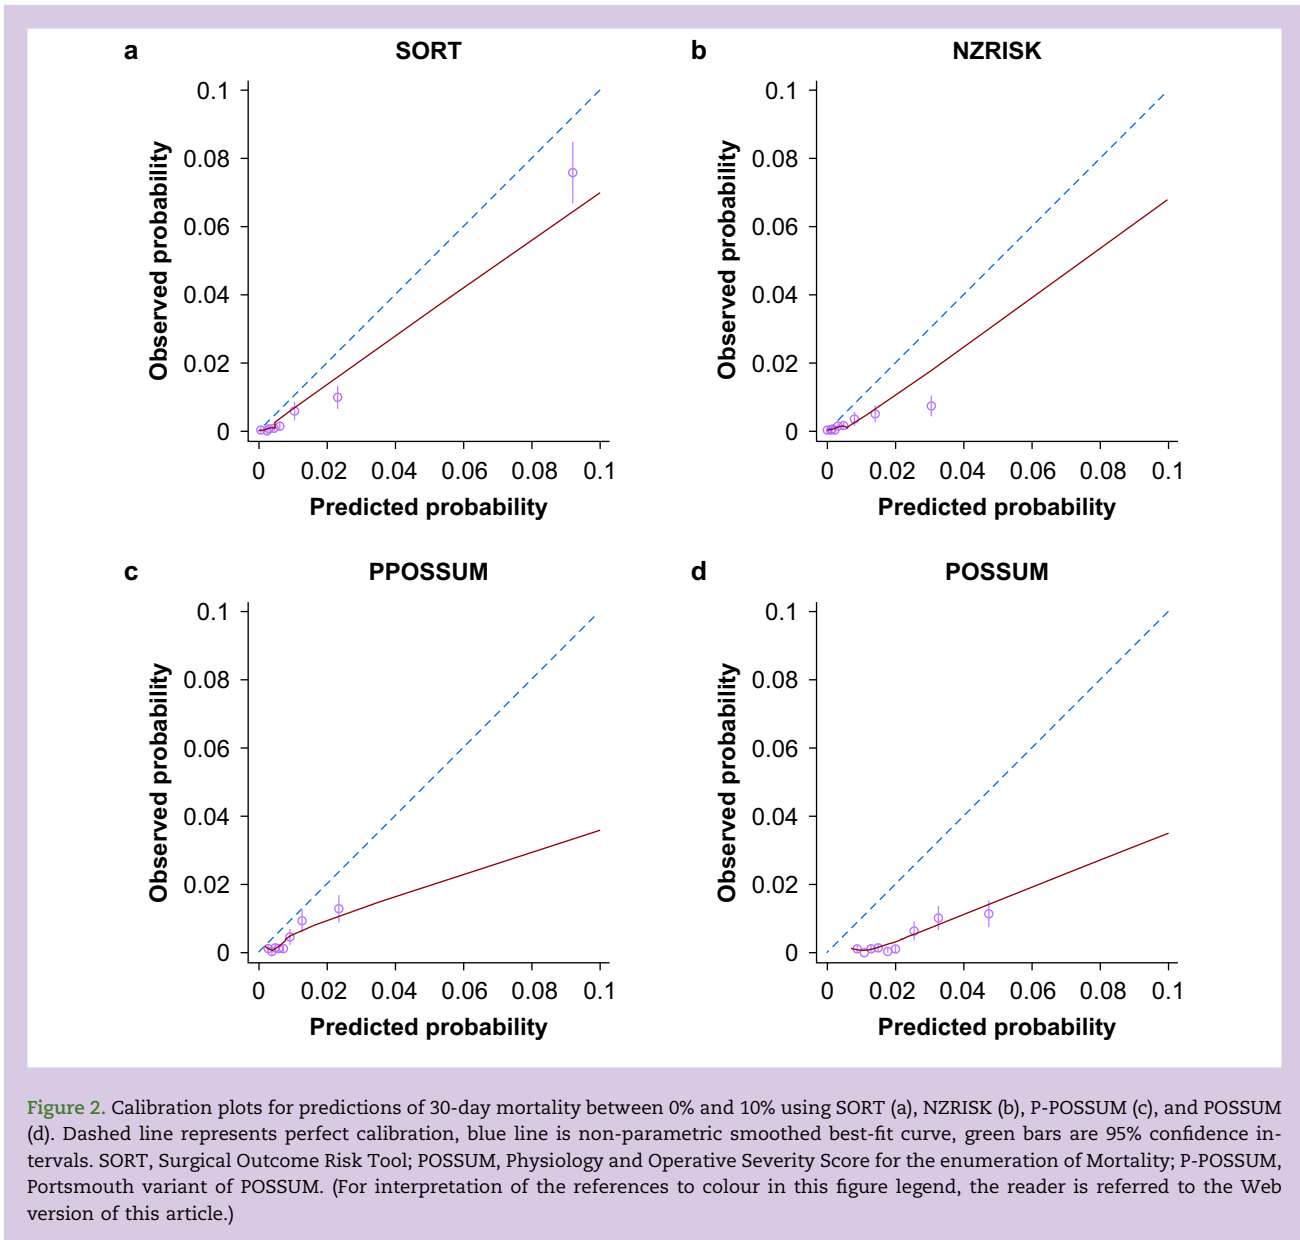 a
SORT
0.1
0.08
0.06
0.04
0.02
0
Observed probability
0 0.02 0.04 0.06 0.08 0.1
Predicted probability
b
NZRISK
0.1
0.08
0.06
0.04
0.02
0
Observed probability
0 0.02 0.04 0.06 0.08 0.1
Predicted probability
c
PPOSSUM
0.1
0.08
0.06
0.04
0.02
0
Observed probability
0 0.02 0.04 0.06 0.08 0.1
Predicted probability
d
POSSUM
0.1
0.08
0.06
0.04
0.02
0
Observed probability
0 0.02 0.04 0.06 0.08 0.1
Predicted probability
Figure 2. Calibration plots for predictions of 30-day mortality between 0% and 10% using SORT (a), NZRISK (b), P-POSSUM (c), and POSSUM
(d). Dashed line represents perfect calibration, blue line is non-parametric smoothed best-fit curve, green bars are 95% confidence in-
tervals. SORT, Surgical Outcome Risk Tool; POSSUM, Physiology and Operative Severity Score for the enumeration of Mortality; P-POSSUM,
Portsmouth variant of POSSUM. (For interpretation of the references to colour in this figure legend, the reader is referred to the Web
version of this article.)